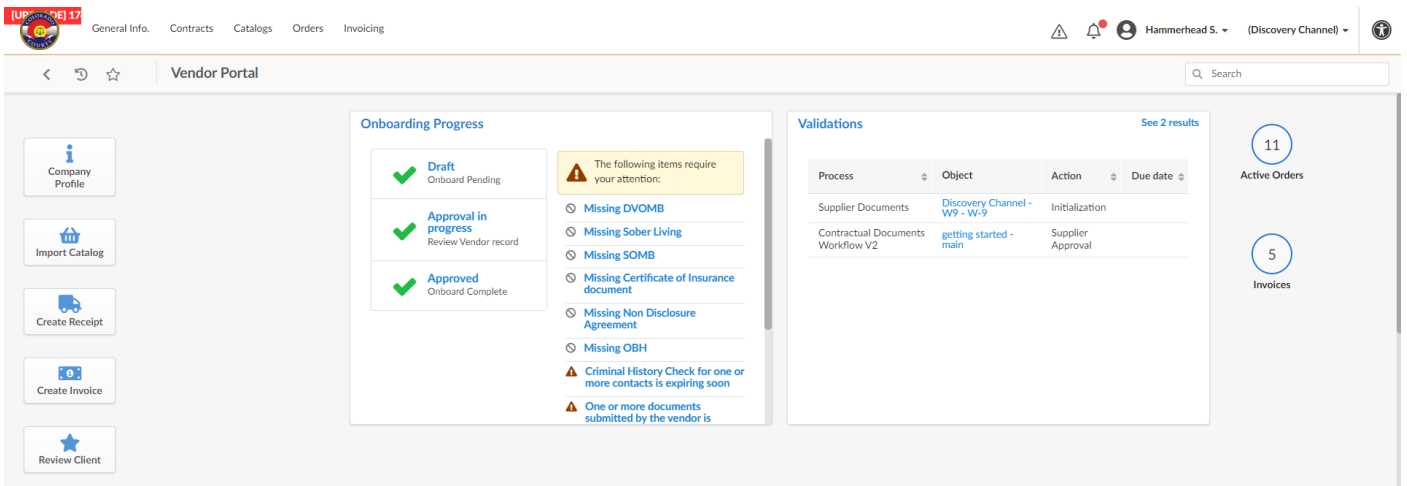 [UP DE] 17
COLORADO
COURTS
General Info. Contracts Catalogs Orders Invoicing
Hammerhead S. (Discovery Channel)
Vendor Portal
Search
Company
Profile
Import Catalog
Create Receipt
Create Invoice
Review Client
Onboarding Progress
Draft
Onboard Pending
Approval in
progress
Review Vendor record
Approved
Onboard Complete
The following items require
your attention:
Missing DVOMB
Missing Sober Living
Missing SOMB
Missing Certificate of Insurance
document
Missing Non Disclosure
Agreement
Missing OBH
Criminal History Check for one or
more contacts is expiring soon
One or more documents
submitted by the vendor is
Validations
See 2 results
Process Object Action Due date
Supplier Documents
Discovery Channel -
W9 - W-9
Initialization
Contractual Documents
Workflow V2
getting started -
main
Supplier
Approval
11
Active Orders
5
Invoices